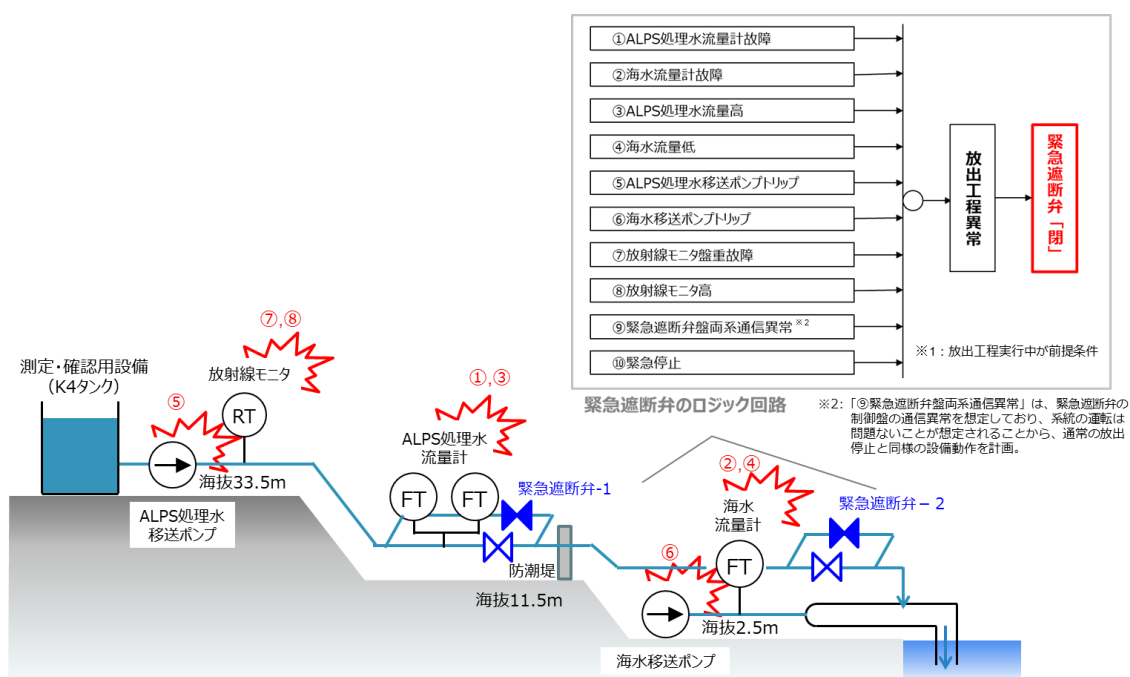 ①ALPS処理水流量計故障
②海水流量計故障
③ALPS処理水流量高
④海水流量低
⑤ALPS処理水移送ポンプトリップ
⑥海水移送ポンプトリップ
⑦放射線モニタ盤重故障
⑧放射線モニタ高
⑨緊急遮断弁盤両系通信異常 ※2
⑩緊急停止
放出工程異常
緊急遮断弁「閉」
※1:放出工程実行中が前提条件
緊急遮断弁のロジック回路
※2:「⑨緊急遮断弁盤両系通信異常」は、緊急遮断弁の
制御盤の通信異常を想定しており、系統の運転は
問題ないことが想定されることから、通常の放出
停止と同様の設備動作を計画。
測定・確認用設備
(K4タンク)
⑤
⑦,⑧
放射線モニタ
RT
海抜33.5m
ALPS処理水
移送ポンプ
①,③
ALPS処理水
流量計
FT
FT
緊急遮断弁-1
防潮堤
海抜11.5m
②,④
海水
流量計
FT
緊急遮断弁-2
⑥
海抜2.5m
海水移送ポンプ